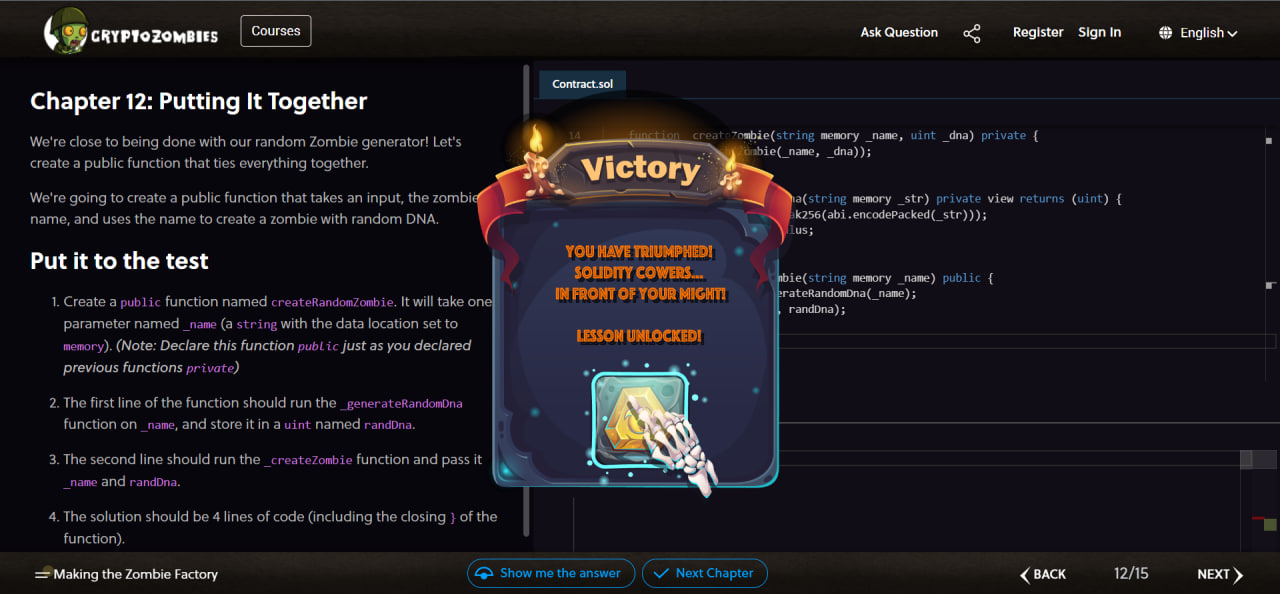 CRYPTOZOMBIES
Courses
Ask Question
Register
Sign In
English
Chapter 12: Putting It Together
We're close to being done with our random Zombie generator! Let's
create a public function that ties everything together.
We're going to create a public function that takes an input, the zombie
name, and uses the name to create a zombie with random DNA.
Put it to the test
1. Create a public function named createRandomZombie. It will take one
parameter named _name (a string with the data location set to
memory). (Note: Declare this function public just as you declared
previous functions private)
2. The first line of the function should run the _generateRandomDna
function on _name, and store it in a uint named randDna.
3. The second line should run the _createZombie function and pass it
_name and randDna.
4. The solution should be 4 lines of code (including the closing } of the
function).
Contract.sol
14 function _createZombie(string memory _name, uint _dna) private {
ombie(_name, _dna));
na(string memory _str) private view returns (uint) {
ak256(abi.encodePacked(_str)));
lus;
mbie(string memory _name) public {
erateRandomDna(_name);
, randDna);
Victory
YOU HAVE TRIUMPHED!
SOLIDITY COWERS...
IN FRONT OF YOUR MIGHT!
LESSON UNLOCKED!
Making the Zombie Factory
Show me the answer
Next Chapter
BACK
12/15
NEXT